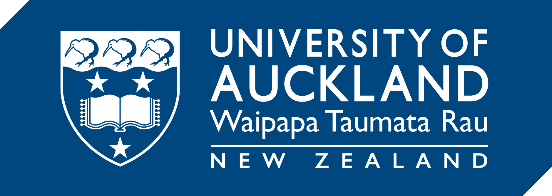 UNIVERSITY OF
AUCKLAND
Waipapa Taumata Rau
NEW ZEALAND